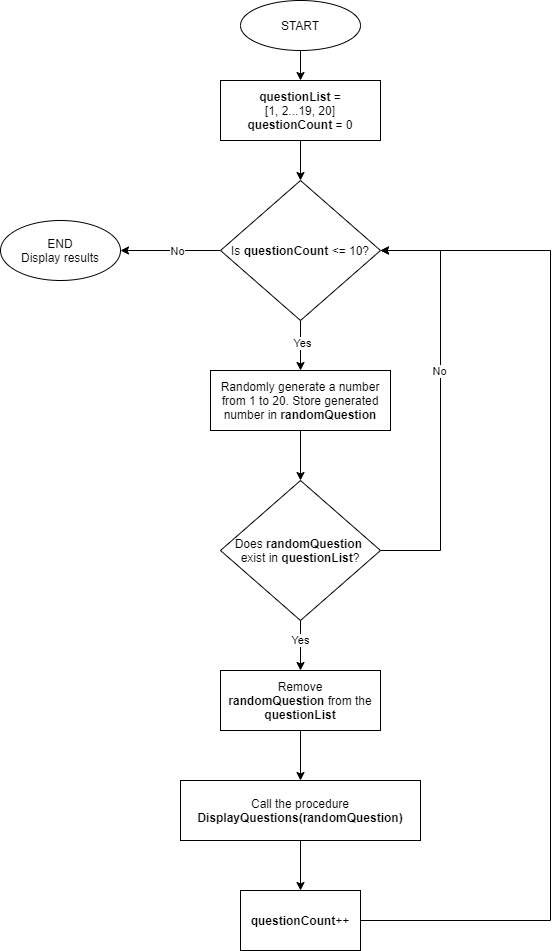 START
questionList =
[1, 2...19, 20]
questionCount = 0
Is questionCount <= 10?
No
END
Display results
Yes
Randomly generate a number
from 1 to 20. Store generated
number in randomQuestion
No
Does randomQuestion
exist in questionList?
Yes
Remove
randomQuestion from the
questionList
Call the procedure
DisplayQuestions(randomQuestion)
questionCount++